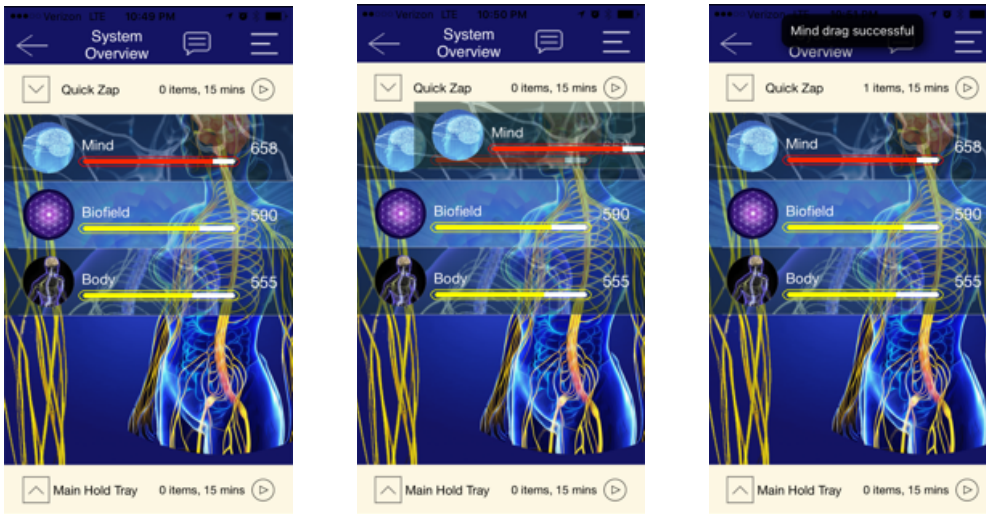 Verizon LTE 10:49 PM
System
Overview
Quick Zap 0 items, 15 mins
Mind 658
Biofield 590
Body 555
Main Hold Tray 0 items, 15 mins
Verizon LTE 10:50 PM
System
Overview
Quick Zap 0 items, 15 mins
Mind
Biofield 590
Body 555
Main Hold Tray 0 items, 15 mins
Mind drag successful
Overview
Quick Zap 1 items, 15 mins
Mind 658
Biofield 590
Body 555
Main Hold Tray 0 items, 15 mins